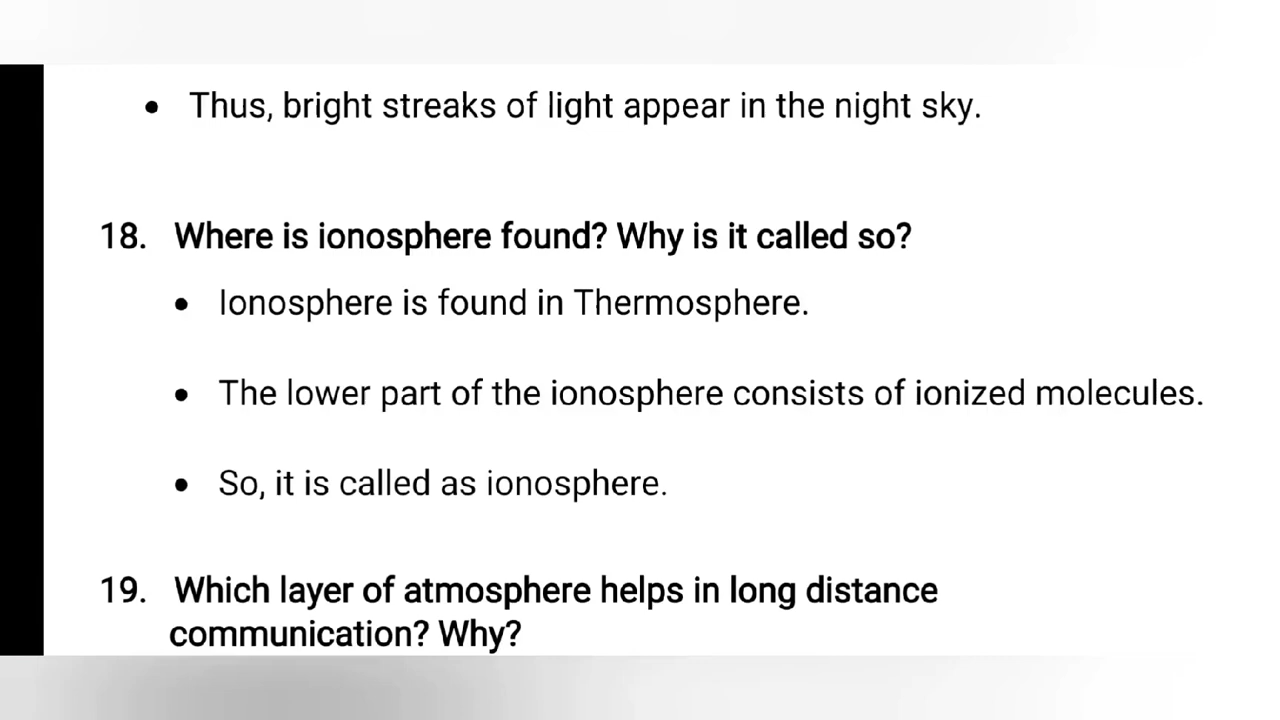 • Thus, bright streaks of light appear in the night sky.
18. Where is ionosphere found? Why is it called so?
• Ionosphere is found in Thermosphere.
• The lower part of the ionosphere consists of ionized molecules.
• So, it is called as ionosphere.
19. Which layer of atmosphere helps in long distance
communication? Why?